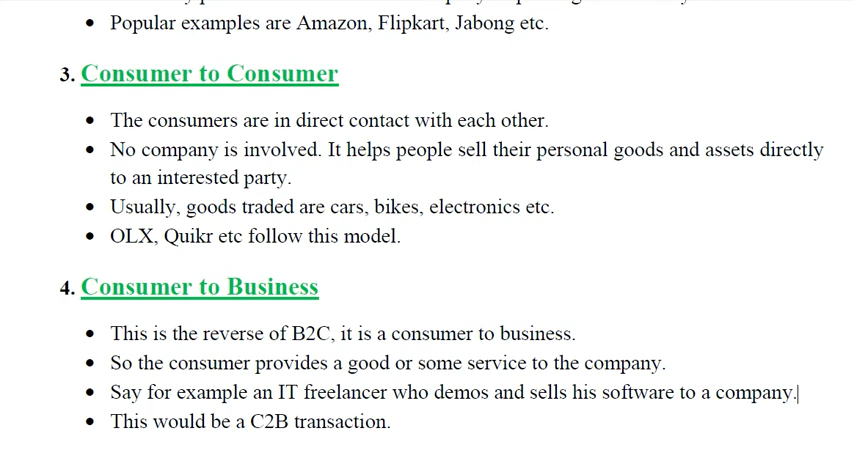 • Popular examples are Amazon, Flipkart, Jabong etc.
3. Consumer to Consumer
• The consumers are in direct contact with each other.
• No company is involved. It helps people sell their personal goods and assets directly
to an interested party.
• Usually, goods traded are cars, bikes, electronics etc.
• OLX, Quikr etc follow this model.
4. Consumer to Business
• This is the reverse of B2C, it is a consumer to business.
• So the consumer provides a good or some service to the company.
• Say for example an IT freelancer who demos and sells his software to a company.
• This would be a C2B transaction.